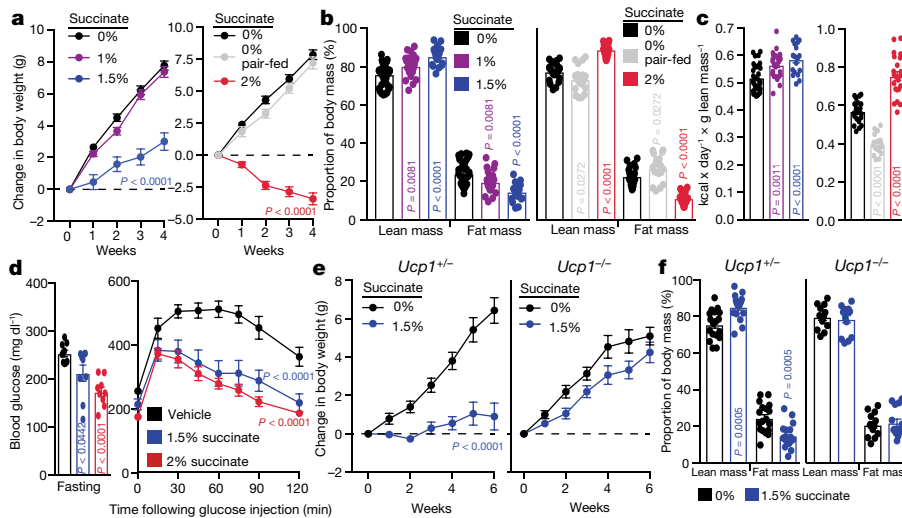 a
Succinate
0%
1%
1.5%
Change in body weight (g)
10
8
6
4
2
0
−2
P < 0.0001
0 1 2 3 4
Weeks
Succinate
0%
0%
pair-fed
2%
10.0
7.5
5.0
2.5
0.0
−2.5
−5.0
P < 0.0001
0 1 2 3 4
Weeks
b
Succinate
0%
1%
1.5%
Proportion of body mass (%)
100
80
60
40
20
0
P = 0.0081
P < 0.0001
P = 0.0081
P < 0.0001
Lean mass Fat mass
Succinate
0%
0%
pair-fed
2%
P = 0.0272
P < 0.0001
P = 0.0272
P < 0.0001
Lean mass Fat mass
c
kcal x day−1 × g lean mass−1
0.7
0.6
0.5
0.4
0.3
0.2
0.1
0
P = 0.0011
P < 0.0001
1.0
0.8
0.6
0.4
0.2
0
P < 0.0001
P < 0.0001
d
Blood glucose (mg dl−1)
400
300
200
100
0
P < 0.0442
P < 0.0001
Fasting
600
400
200
0
P < 0.0001
P < 0.0001
Vehicle
1.5% succinate
2% succinate
0 30 60 90 120
Time following glucose injection (min)
e
Ucp1+/−
Ucp1−/−
Succinate
0%
1.5%
Change in body weight (g)
8
6
4
2
0
−2
P < 0.0001
0 2 4 6
Weeks
Succinate
0%
1.5%
0 2 4 6
Weeks
f
Ucp1+/−
Ucp1−/−
Proportion of body mass (%)
100
80
60
40
20
0
P = 0.0005
P = 0.0005
Lean mass Fat mass
Lean mass Fat mass
0%
1.5% succinate